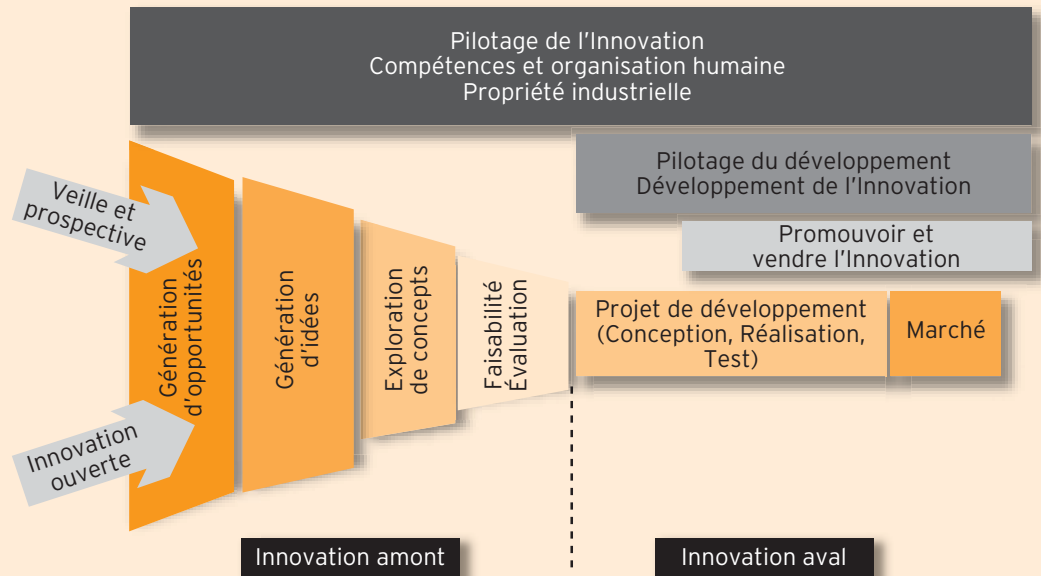 Pilotage de l'Innovation
Compétences et organisation humaine
Propriété industrielle
Pilotage du développement
Développement de l'Innovation
Promouvoir et
vendre l'Innovation
Veille et
prospective
Innovation
ouverte
Génération
d'opportunités
Génération
d'idées
Exploration
de concepts
Faisabilité
Évaluation
Projet de développement
(Conception, Réalisation,
Test)
Marché
Innovation amont
Innovation aval